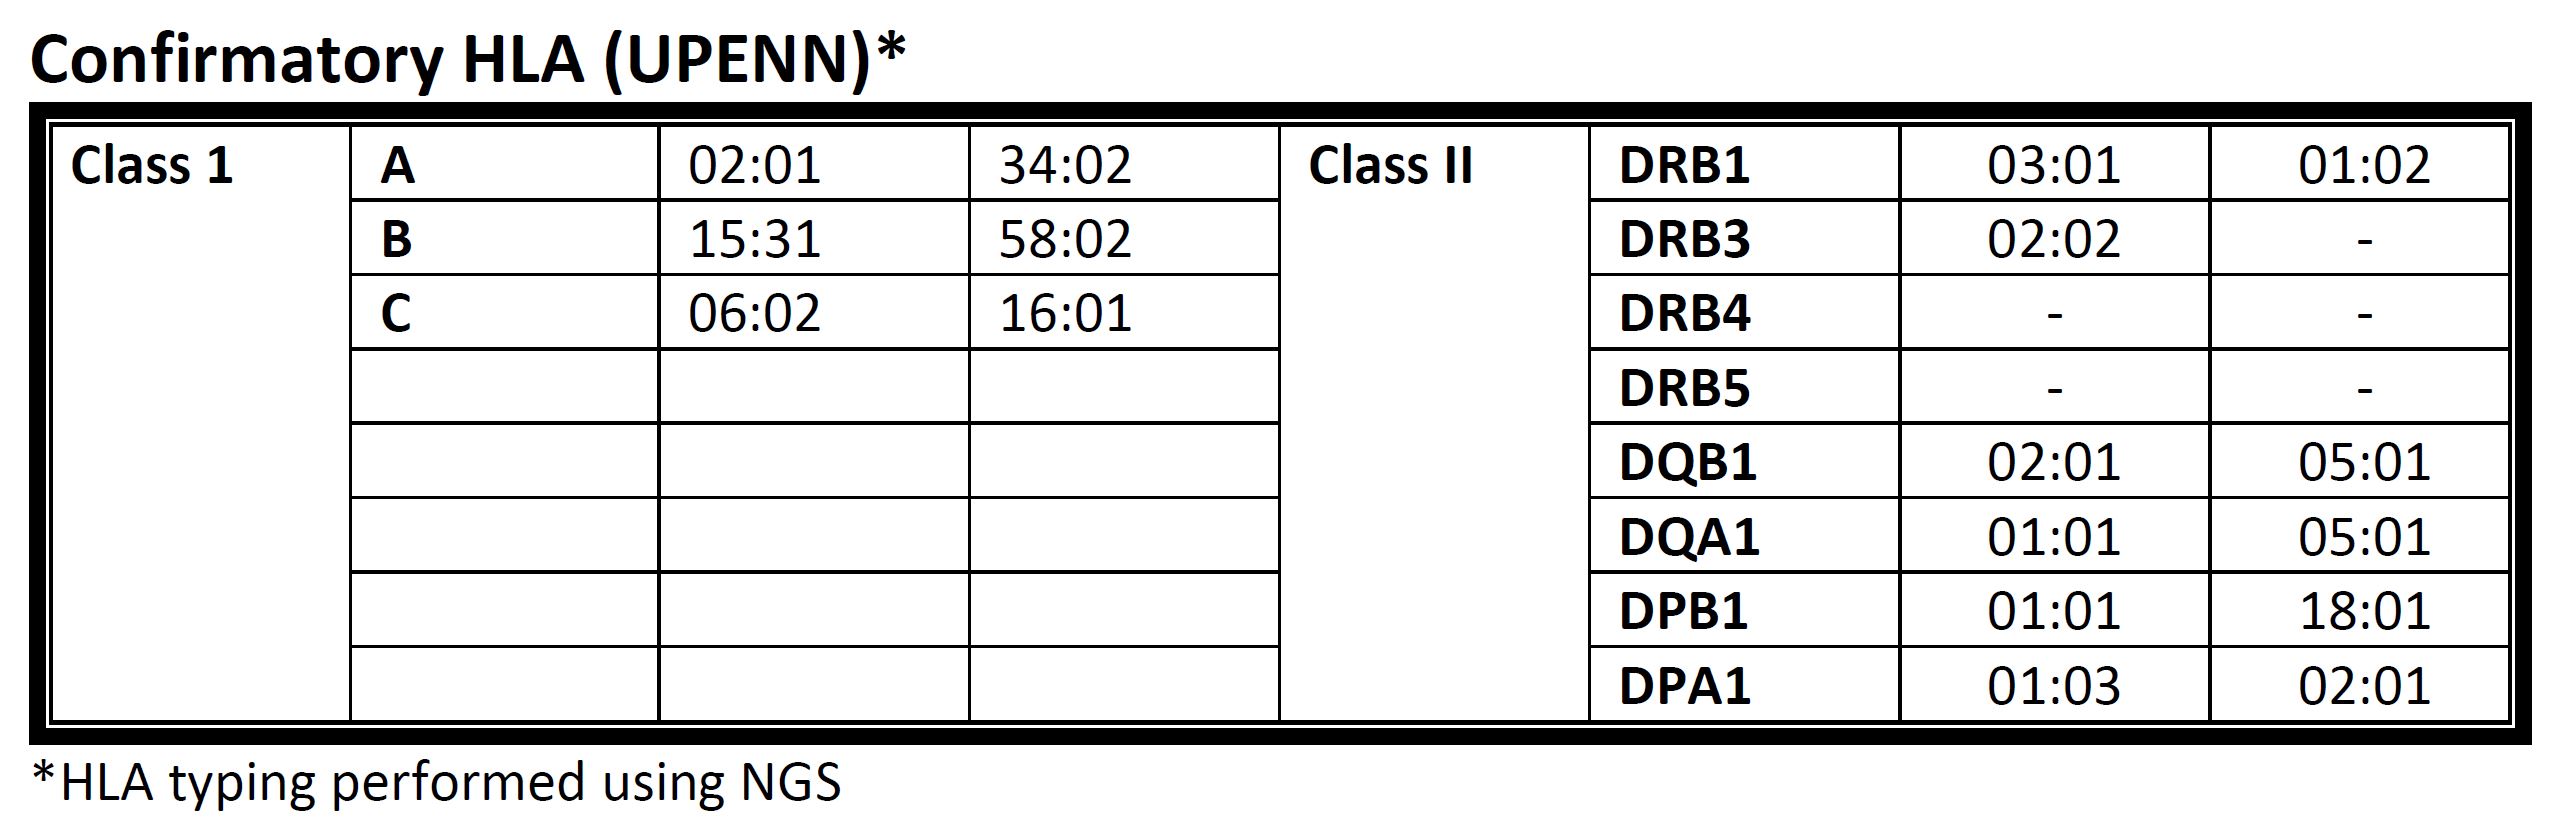 Confirmatory HLA (UPENN)*
Class 1 A 02:01 34:02 Class II DRB1 03:01 01:02
B 15:31 58:02 DRB3 02:02 -
C 06:02 16:01 DRB4 - -
DRB5 - -
DQB1 02:01 05:01
DQA1 01:01 05:01
DPB1 01:01 18:01
DPA1 01:03 02:01
*HLA typing performed using NGS